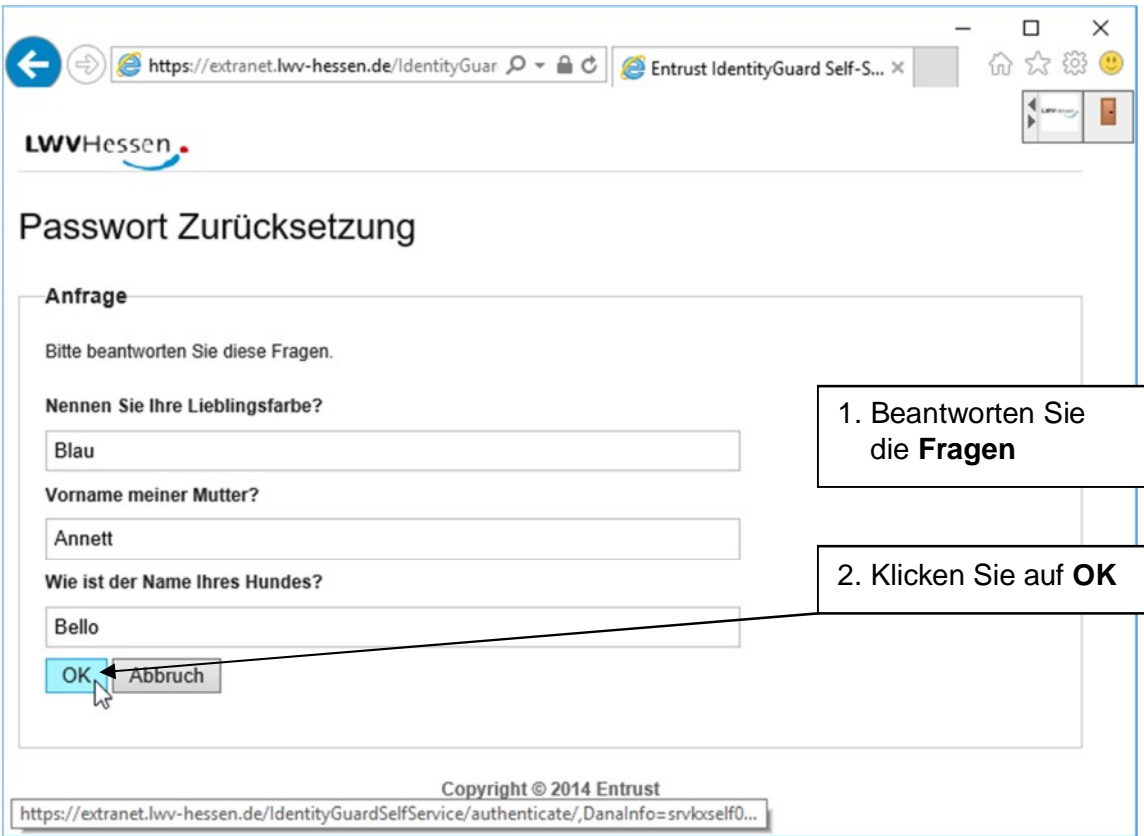 https://extranet.lwv-hessen.de/IdentityGuar
Entrust IdentityGuard Self-S...
LWVHessen
Passwort Zurücksetzung
Anfrage
Bitte beantworten Sie diese Fragen.
Nennen Sie Ihre Lieblingsfarbe?
Blau
1. Beantworten Sie
die Fragen
Vorname meiner Mutter?
Annett
Wie ist der Name Ihres Hundes?
2. Klicken Sie auf OK
Bello
OK Abbruch
Copyright © 2014 Entrust
https://extranet.lwv-hessen.de/IdentityGuardSelfService/authenticate/,DanaInfo=srvkxself0...